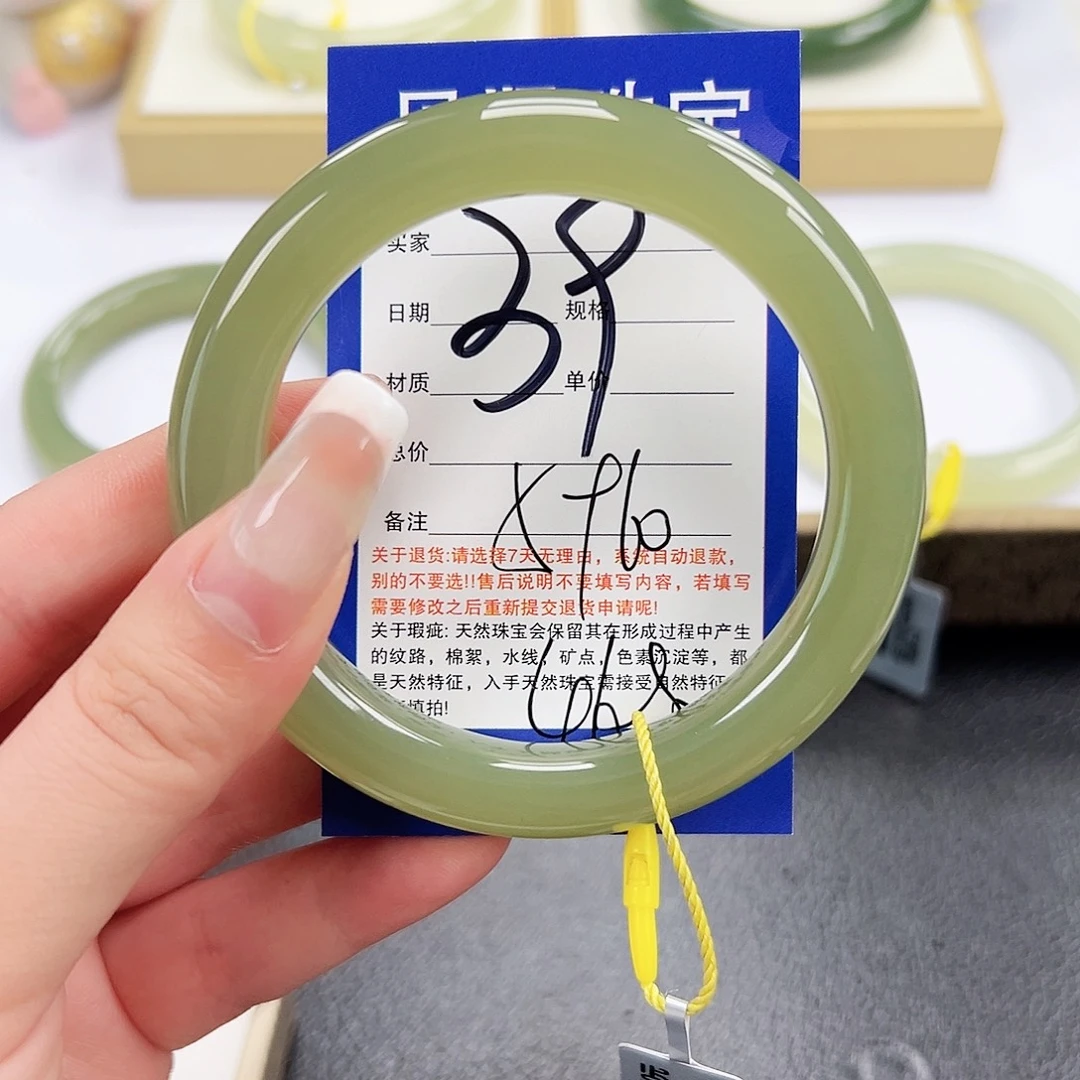 珠宝
买家
39
日期 规格
材质 单价
总价
备注
关于退货:请选择7天无理由，系统自动退款，
别的不要选!!售后说明不要填写内容，若填写
需要修改之后重新提交退货申请呢!
关于瑕疵: 天然珠宝会保留其在形成过程中产生
的纹路，棉絮，水线，矿点，色素沉淀等，都
是天然特征，入手天然珠宝需接受自然特征
慎拍!